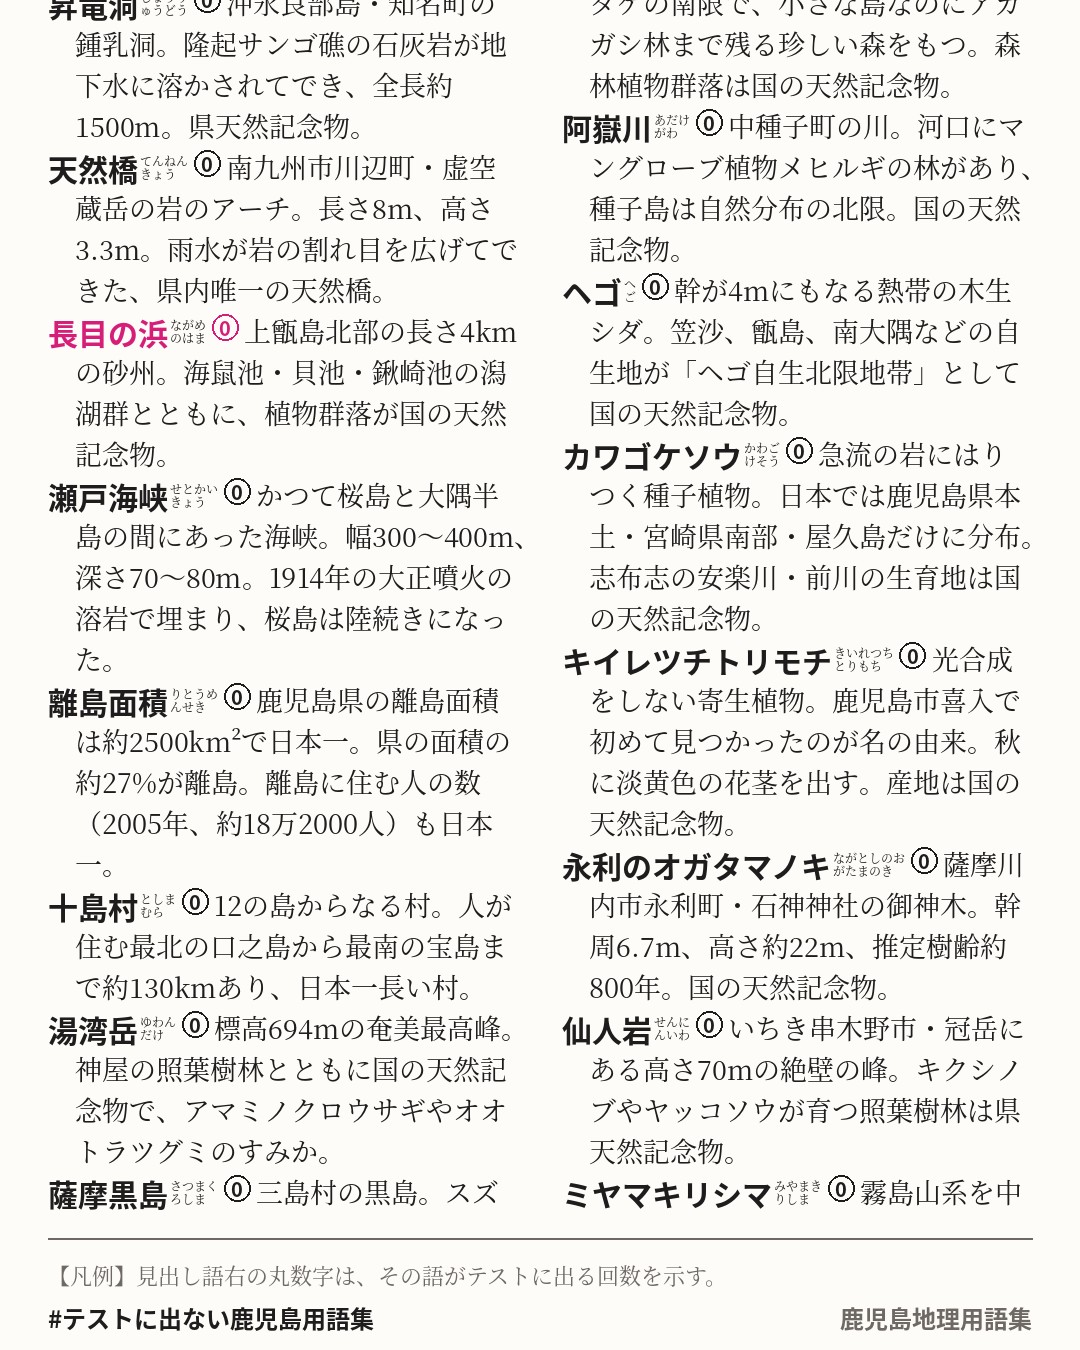 昇竜洞 ⓪ 沖永良部島・知名町の
鍾乳洞。隆起サンゴ礁の石灰岩が地
下水に溶かされてでき、全長約
1500m。県天然記念物。
天然橋 てんねんきょう ⓪ 南九州市川辺町・虚空
蔵岳の岩のアーチ。長さ8m、高さ
3.3m。雨水が岩の割れ目を広げてで
きた、県内唯一の天然橋。
長目の浜 ながめのはま ⓪ 上甑島北部の長さ4km
の砂州。海鼠池・貝池・鍬崎池の潟
湖群とともに、植物群落が国の天然
記念物。
瀬戸海峡 せとかいきょう ⓪ かつて桜島と大隅半
島の間にあった海峡。幅300〜400m、
深さ70〜80m。1914年の大正噴火の
溶岩で埋まり、桜島は陸続きになっ
た。
離島面積 りとうめんせき ⓪ 鹿児島県の離島面積
は約2500km²で日本一。県の面積の
約27%が離島。離島に住む人の数
（2005年、約18万2000人）も日本
一。
十島村 としまむら ⓪ 12の島からなる村。人が
住む最北の口之島から最南の宝島ま
で約130kmあり、日本一長い村。
湯湾岳 ゆわんだけ ⓪ 標高694mの奄美最高峰。
神屋の照葉樹林とともに国の天然記
念物で、アマミノクロウサギやオオ
トラツグミのすみか。
薩摩黒島 さつまくろしま ⓪ 三島村の黒島。スズ
タケの南限で、小さな島なのにアカ
ガシ林まで残る珍しい森をもつ。森
林植物群落は国の天然記念物。
阿嶽川 あだけがわ ⓪ 中種子町の川。河口にマ
ングローブ植物メヒルギの林があり、
種子島は自然分布の北限。国の天然
記念物。
ヘゴ へご ⓪ 幹が4mにもなる熱帯の木生
シダ。笠沙、甑島、南大隅などの自
生地が「ヘゴ自生北限地帯」として
国の天然記念物。
カワゴケソウ かわごけそう ⓪ 急流の岩にはり
つく種子植物。日本では鹿児島県本
土・宮崎県南部・屋久島だけに分布。
志布志の安楽川・前川の生育地は国
の天然記念物。
キイレツチトリモチ きいれつちとりもち ⓪ 光合成
をしない寄生植物。鹿児島市喜入で
初めて見つかったのが名の由来。秋
に淡黄色の花茎を出す。産地は国の
天然記念物。
永利のオガタマノキ ながとしのおがたまのき ⓪ 薩摩川
内市永利町・石神神社の御神木。幹
周6.7m、高さ約22m、推定樹齢約
800年。国の天然記念物。
仙人岩 せんにんいわ ⓪ いちき串木野市・冠岳に
ある高さ70mの絶壁の峰。キクシノ
ブやヤッコソウが育つ照葉樹林は県
天然記念物。
ミヤマキリシマ みやまきりしま ⓪ 霧島山系を中
【凡例】見出し語右の丸数字は、その語がテストに出る回数を示す。
#テストに出ない鹿児島用語集
鹿児島地理用語集